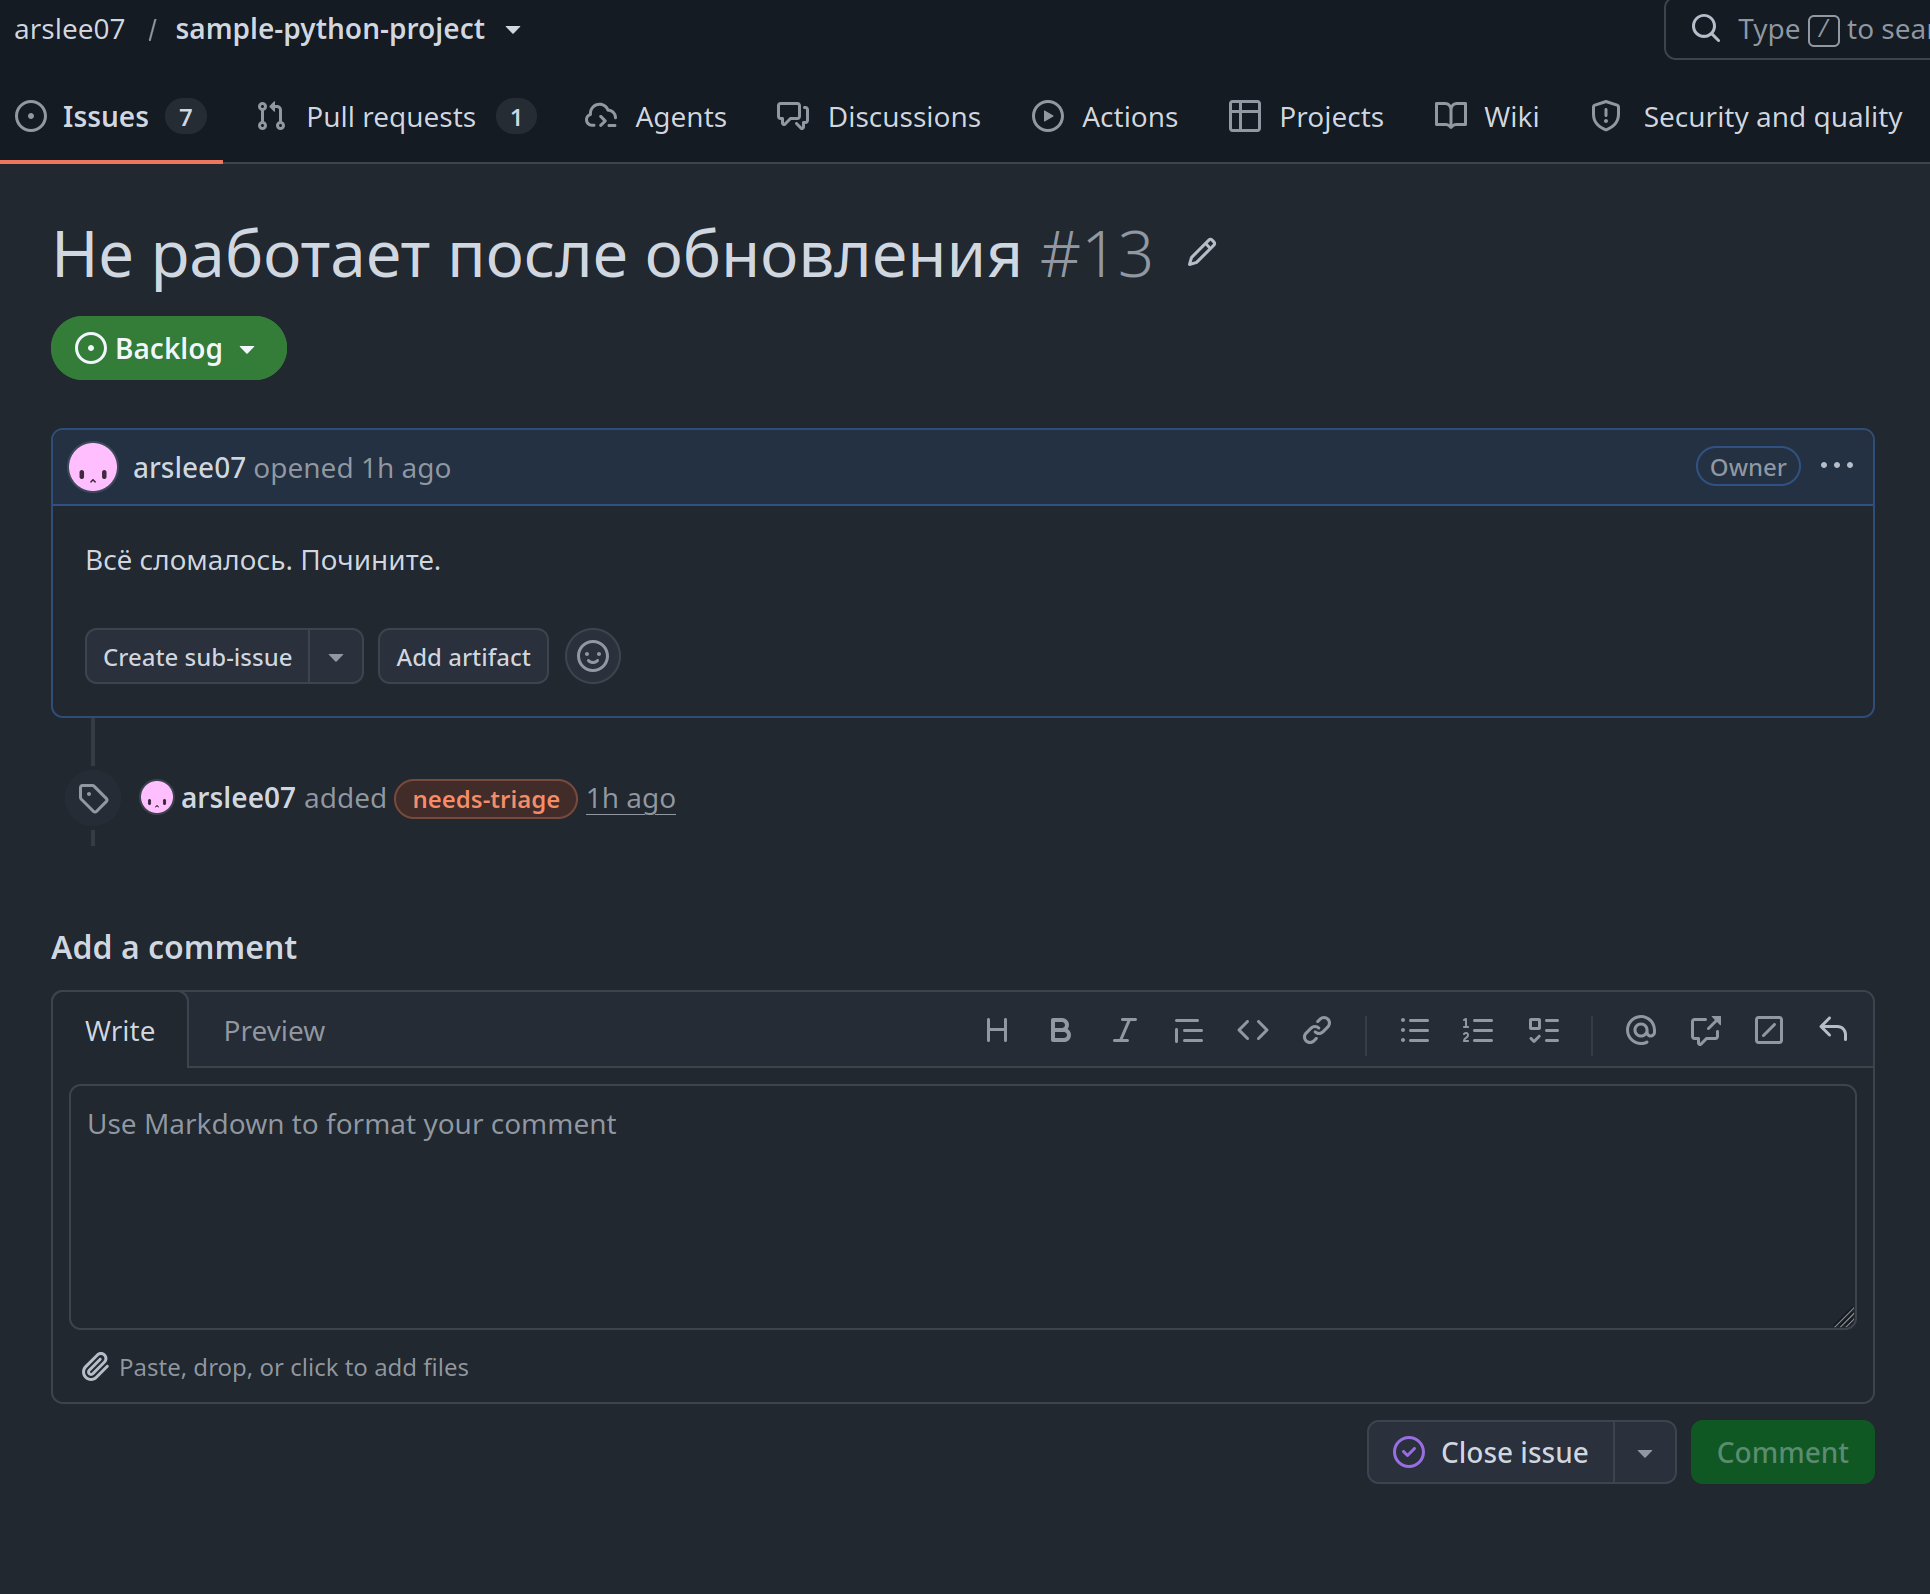 arslee07 / sample-python-project Type / to sear
Issues 7 Pull requests 1 Agents Discussions Actions Projects Wiki Security and quality
Не работает после обновления #13
Backlog
arslee07 opened 1h ago Owner
Всё сломалось. Почините.
Create sub-issue Add artifact
arslee07 added needs-triage 1h ago
Add a comment
Write Preview
Use Markdown to format your comment
Paste, drop, or click to add files
Close issue Comment